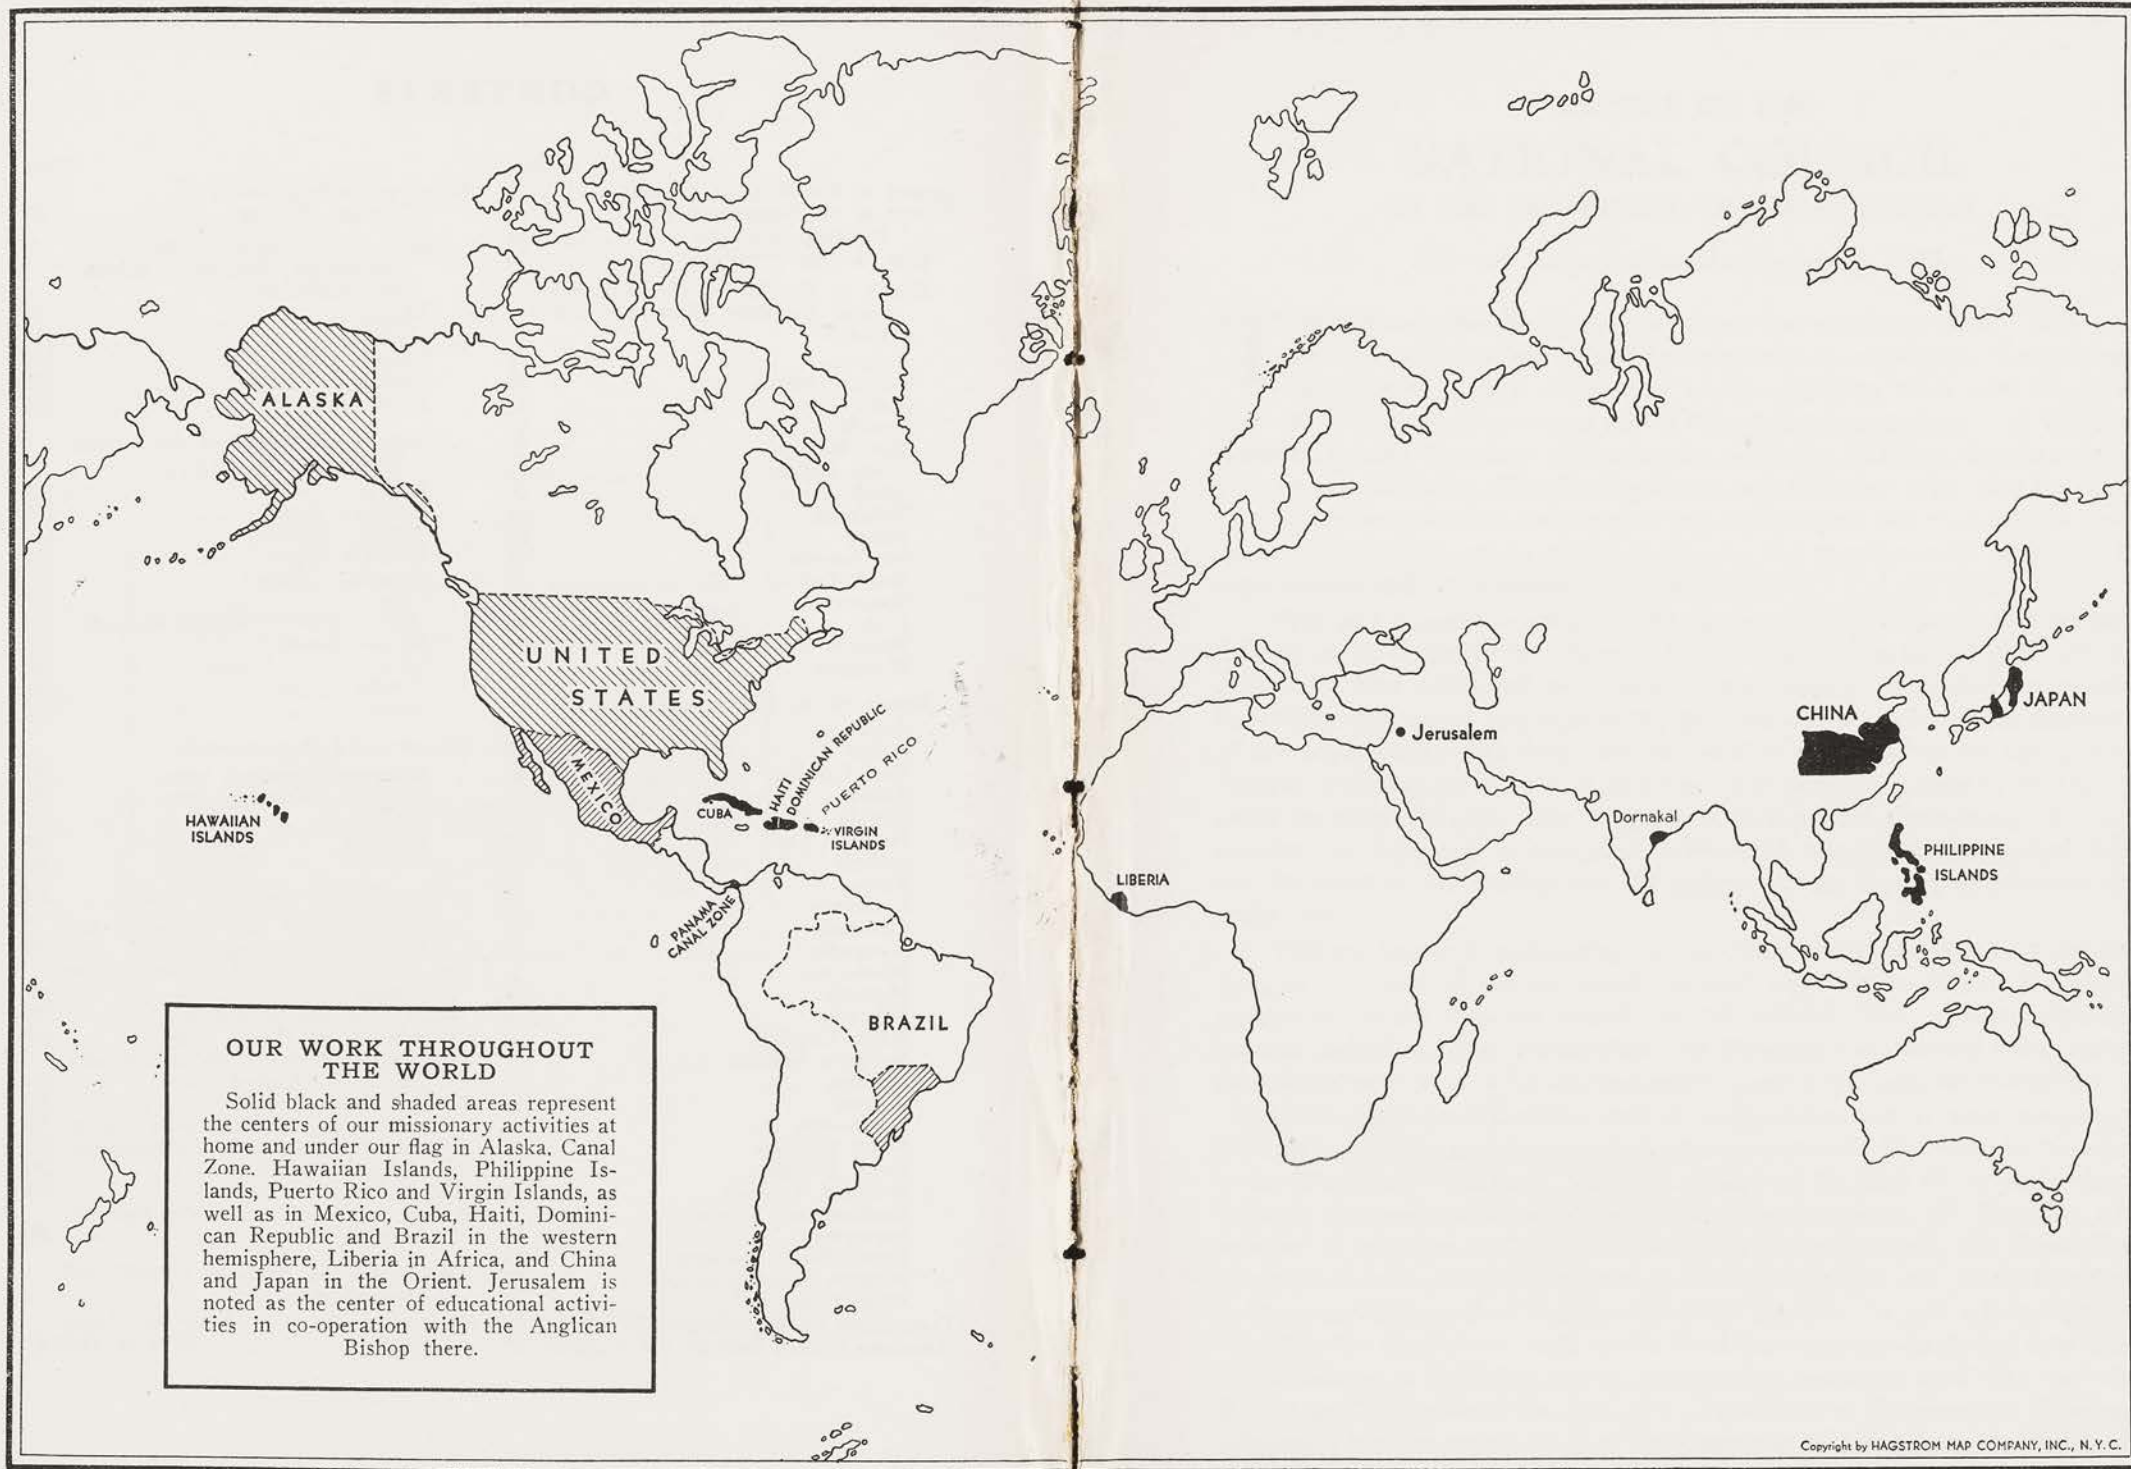 ALASKA
UNITED
STATES
MEXICO
HAWAIIAN
ISLANDS
CUBA
HAITI
DOMINICAN REPUBLIC
PUERTO RICO
VIRGIN
ISLANDS
PANAMA
CANAL ZONE
BRAZIL
LIBERIA
Jerusalem
Dornakal
CHINA
JAPAN
PHILIPPINE
ISLANDS
OUR WORK THROUGHOUT
THE WORLD
Solid black and shaded areas represent
the centers of our missionary activities at
home and under our flag in Alaska, Canal
Zone. Hawaiian Islands, Philippine Is-
lands, Puerto Rico and Virgin Islands, as
well as in Mexico, Cuba, Haiti, Domini-
can Republic and Brazil in the western
hemisphere, Liberia in Africa, and China
and Japan in the Orient. Jerusalem is
noted as the center of educational activi-
ties in co-operation with the Anglican
Bishop there.
Copyright by HAGSTROM MAP COMPANY, INC., N. Y. C.